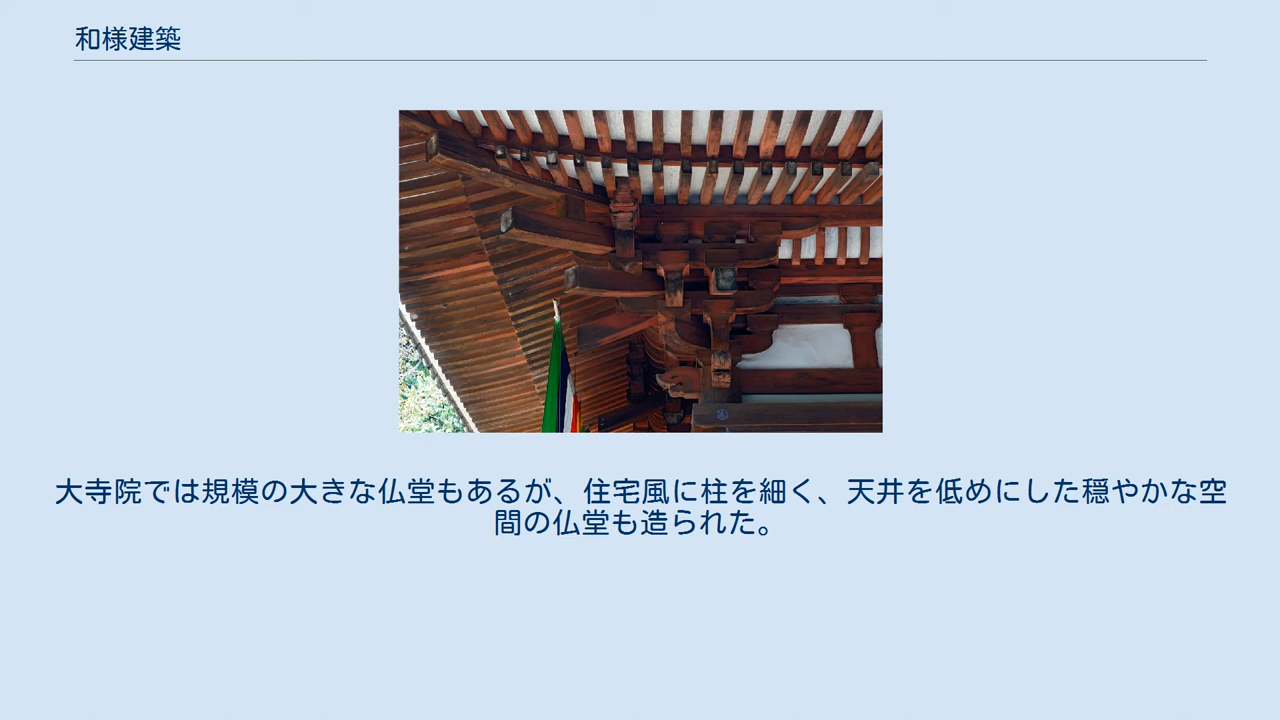 和様建築
大寺院では規模の大きな仏堂もあるが、住宅風に柱を細く、天井を低めにした穏やかな空
間の仏堂も造られた。